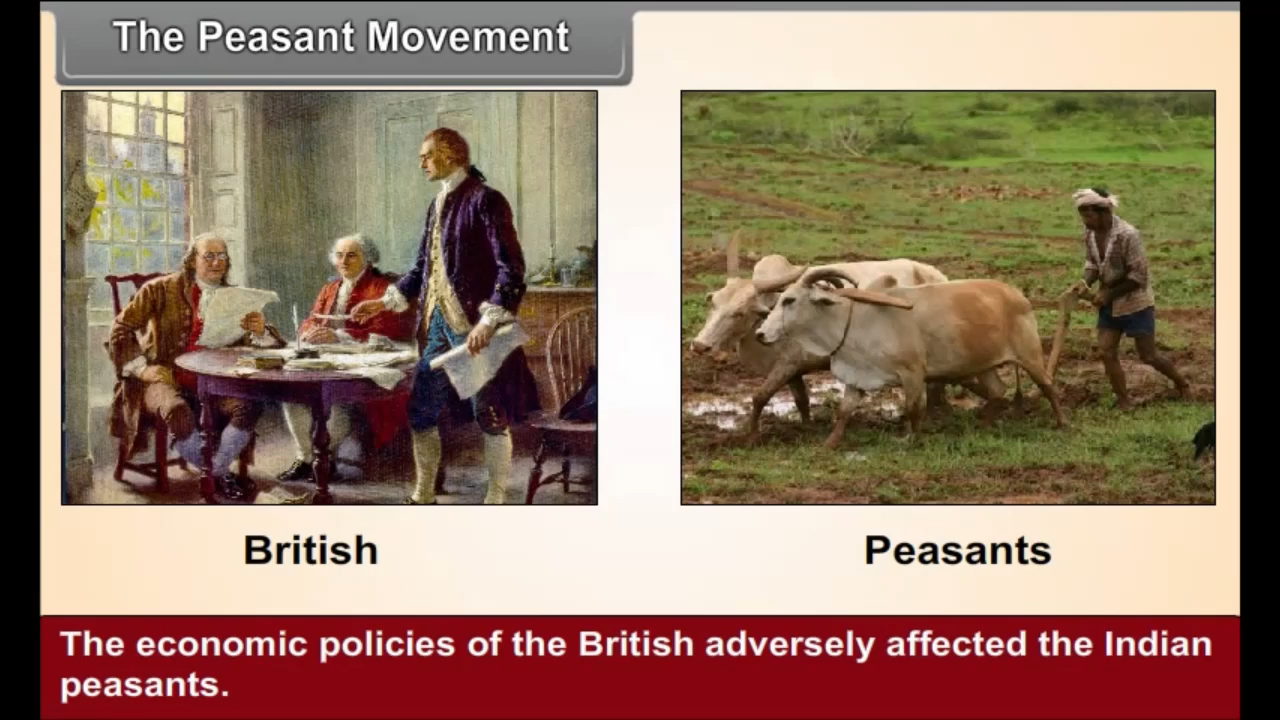 The Peasant Movement
British
Peasants
The economic policies of the British adversely affected the Indian
peasants.